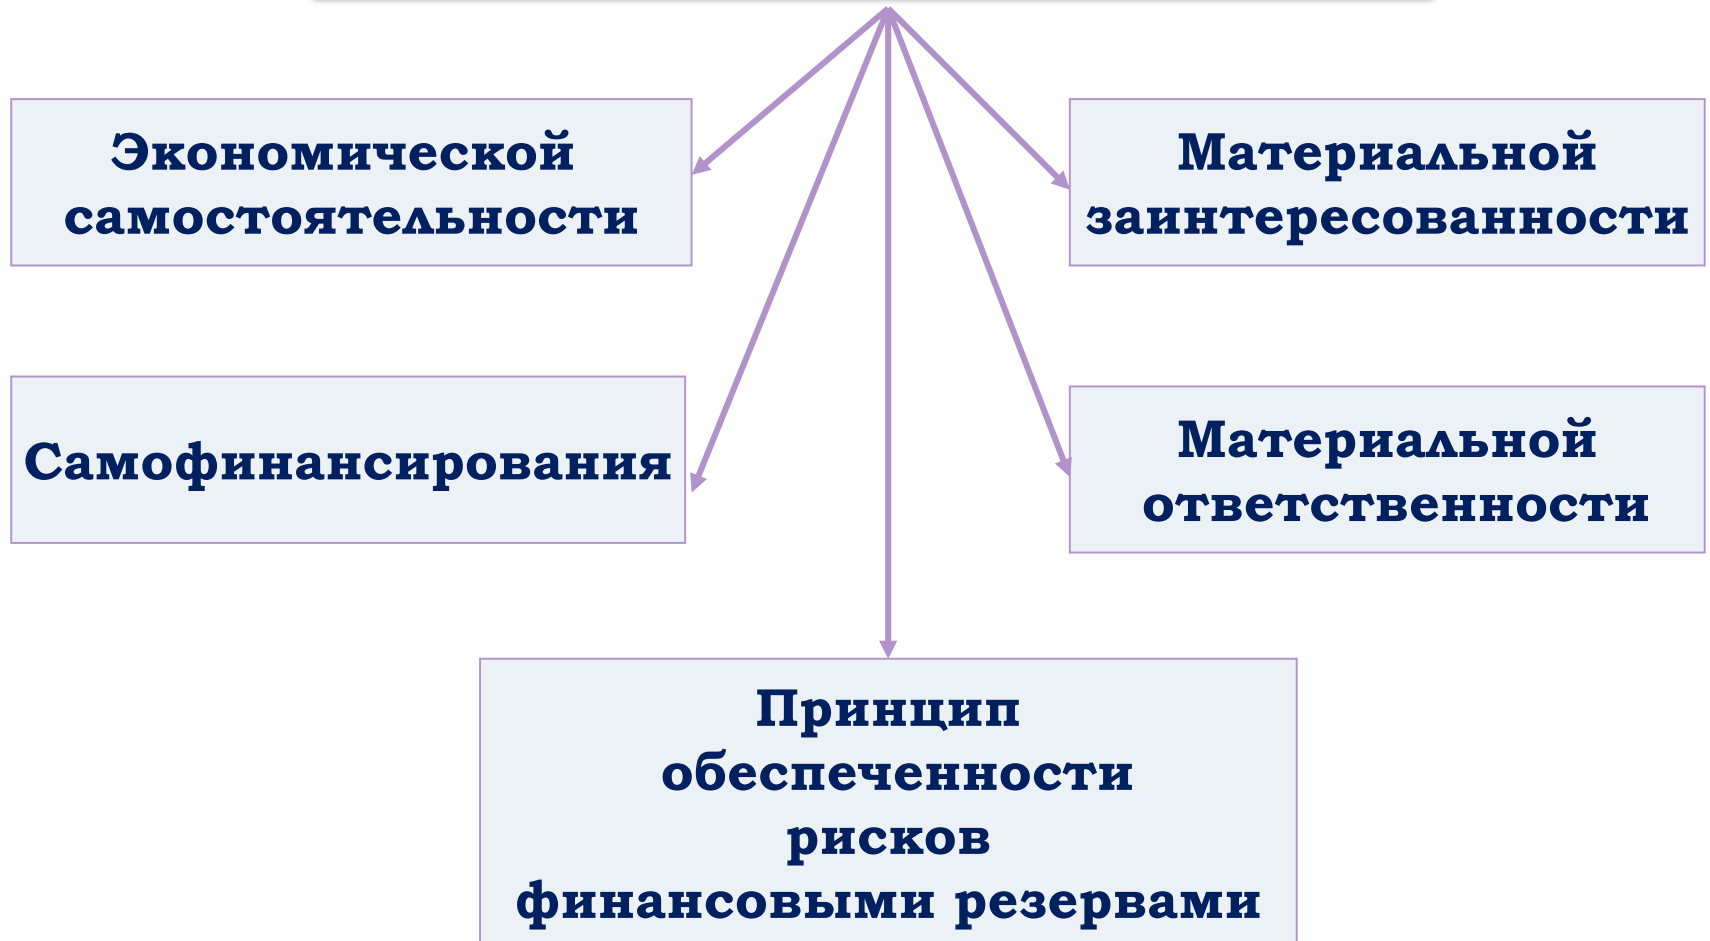 Экономической
самостоятельности
Материальной
заинтересованности
Самофинансирования
Материальной
ответственности
Принцип
обеспеченности
рисков
финансовыми резервами